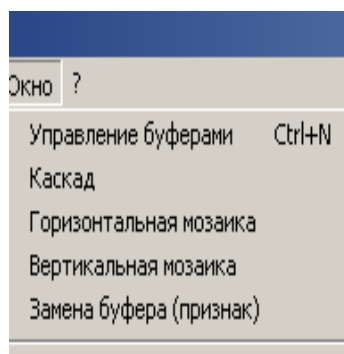 Окно ?
Управление буферами Ctrl+N
Каскад
Горизонтальная мозаика
Вертикальная мозаика
Замена буфера (признак)